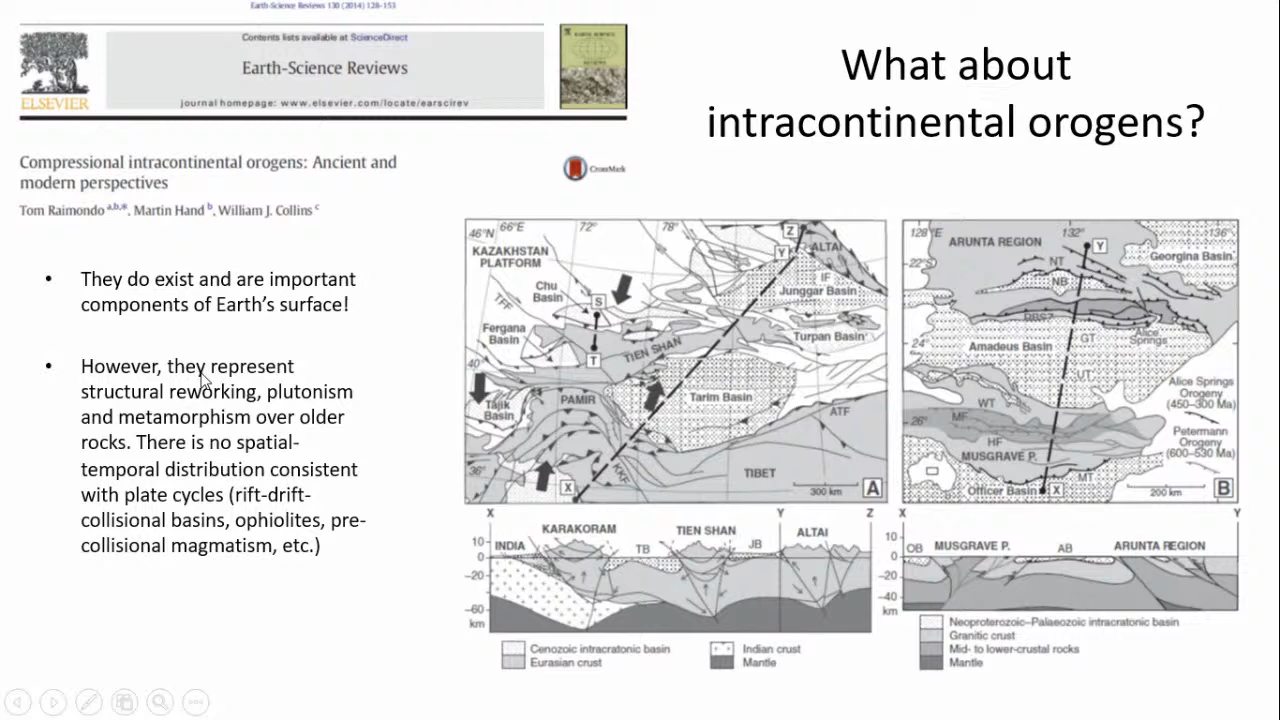 Earth-Science Reviews 130 (2014) 128–153
Contents lists available at ScienceDirect
Earth-Science Reviews
journal homepage: www.elsevier.com/locate/earscirev
ELSEVIER
EARTH-SCIENCE
REVIEWS
What about
intracontinental orogens?
Compressional intracontinental orogens: Ancient and
modern perspectives
CrossMark
Tom Raimondo a,b,*, Martin Hand b, William J. Collins c
• They do exist and are important
components of Earth’s surface!
• However, they represent
structural reworking, plutonism
and metamorphism over older
rocks. There is no spatial-
temporal distribution consistent
with plate cycles (rift-drift-
collisional basins, ophiolites, pre-
collisional magmatism, etc.)
46°N
66°E
72°
78°
Z
Y
ALTAI
KAZAKHSTAN
PLATFORM
IF
Chu
Basin
Junggar Basin
TFF
S
Fergana
Basin
Turpan Basin
TIEN SHAN
T
40°
Tarim Basin
PAMIR
Tajik
Basin
ATF
36°
KKF
TIBET
X
300 km
A
128°E
132°
136°
ARUNTA REGION
Y
Georgina Basin
22°S
NT
NB
Alice
Springs
24°
Amadeus Basin
GT
UT
Alice Springs
Orogeny
(450–300 Ma)
WT
26°
MF
Petermann
Orogeny
(600–530 Ma)
HF
MUSGRAVE P.
MT
Officer Basin
X
200 km
B
X
Y
Z
KARAKORAM
TIEN SHAN
ALTAI
INDIA
TB
JB
10
0
–20
–60
km
X
Y
OB
MUSGRAVE P.
AB
ARUNTA REGION
10
0
–20
–40
km
Cenozoic intracratonic basin
Eurasian crust
Indian crust
Mantle
Neoproterozoic–Palaeozoic intracratonic basin
Granitic crust
Mid- to lower-crustal rocks
Mantle